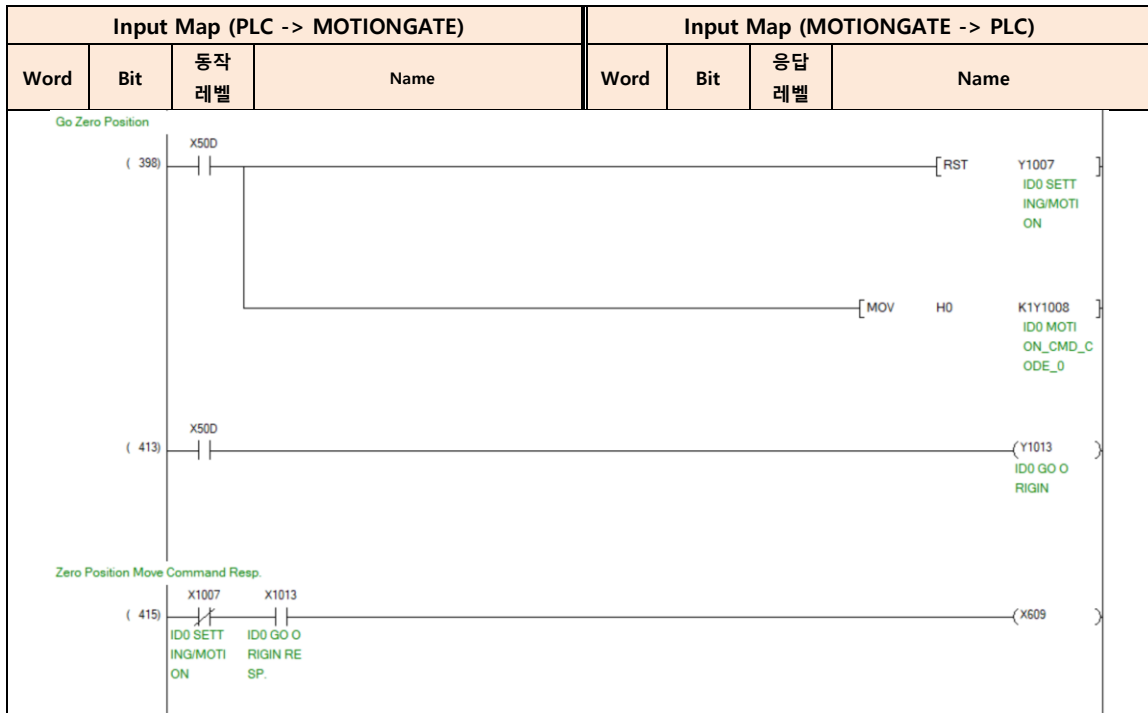 Input Map (PLC -> MOTIONGATE) Input Map (MOTIONGATE -> PLC)
Word Bit 동작 레벨 Name Word Bit 응답 레벨 Name
Go Zero Position
X50D
( 398) RST Y1007
ID0 SETT
ING/MOTI
ON
MOV H0 K1Y1008
ID0 MOTI
ON_CMD_C
ODE_0
X50D
( 413) (Y1013 )
ID0 GO O
RIGIN
Zero Position Move Command Resp.
X1007 X1013
( 415) (X609 )
ID0 SETT ID0 GO O
ING/MOTI RIGIN RE
ON SP.